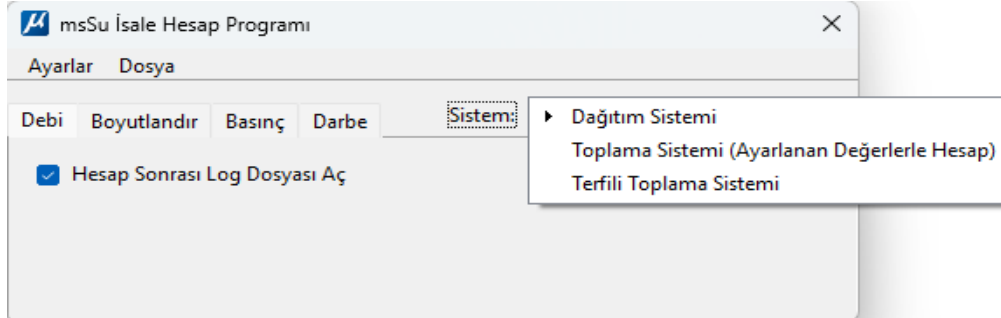 msSu İsale Hesap Programı
Ayarlar Dosya
Debi Boyutlandır Basınç Darbe Sistem:
Dağıtım Sistemi
Toplama Sistemi (Ayarlanan Değerlerle Hesap)
Terfili Toplama Sistemi
Hesap Sonrası Log Dosyası Aç